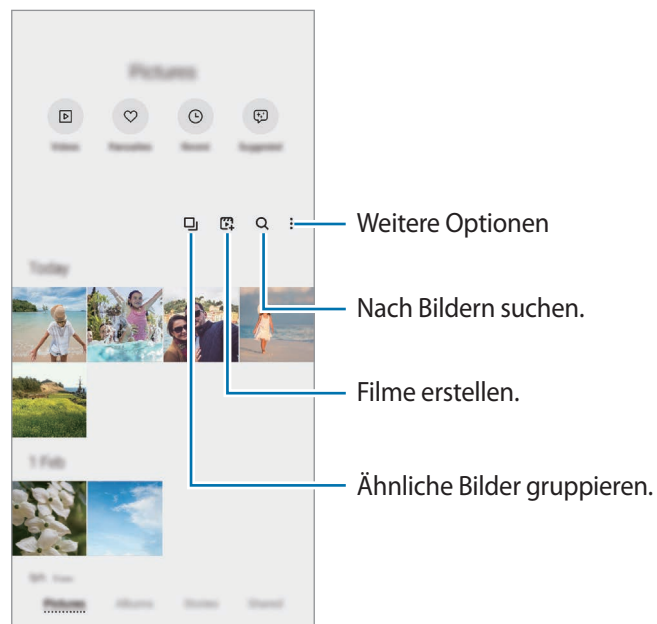 Pictures
Videos Favourites Recent Suggested
Weitere Optionen
Today
Nach Bildern suchen.
Filme erstellen.
1 Feb
Ähnliche Bilder gruppieren.
Pictures Albums Stories Shared